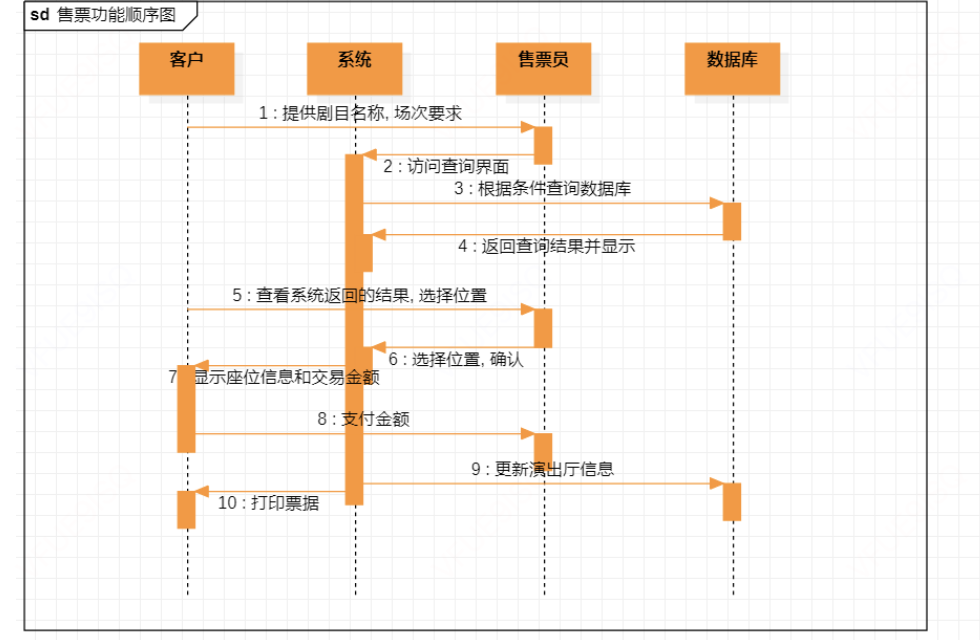 sd 售票功能顺序图
客户
系统
售票员
数据库
1 : 提供剧目名称, 场次要求
2 : 访问查询界面
3 : 根据条件查询数据库
4 : 返回查询结果并显示
5 : 查看系统返回的结果, 选择位置
6 : 选择位置, 确认
7 : 显示座位信息和交易金额
8 : 支付金额
9 : 更新演出厅信息
10 : 打印票据